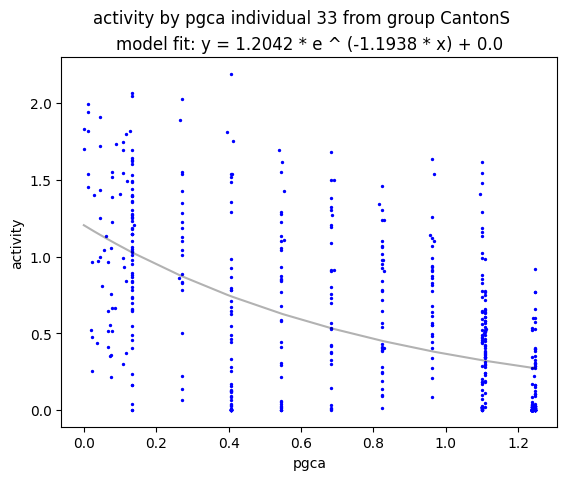 activity by pgca individual 33 from group CantonS
model fit: y = 1.2042 * e ^ (-1.1938 * x) + 0.0
2.0
1.5
activity
1.0
0.5
0.0
0.0 0.2 0.4 0.6 0.8 1.0 1.2
pgca